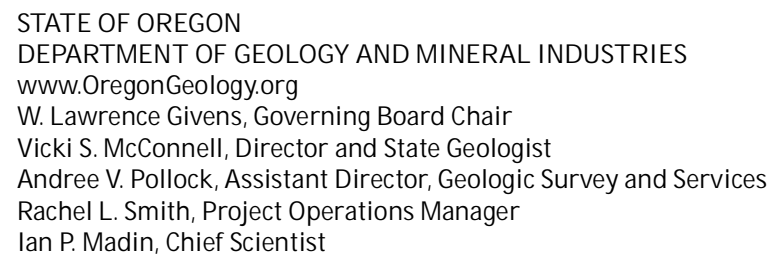 STATE OF OREGON
DEPARTMENT OF GEOLOGY AND MINERAL INDUSTRIES
www.OregonGeology.org
W. Lawrence Givens, Governing Board Chair
Vicki S. McConnell, Director and State Geologist
Andree V. Pollock, Assistant Director, Geologic Survey and Services
Rachel L. Smith, Project Operations Manager
Ian P. Madin, Chief Scientist